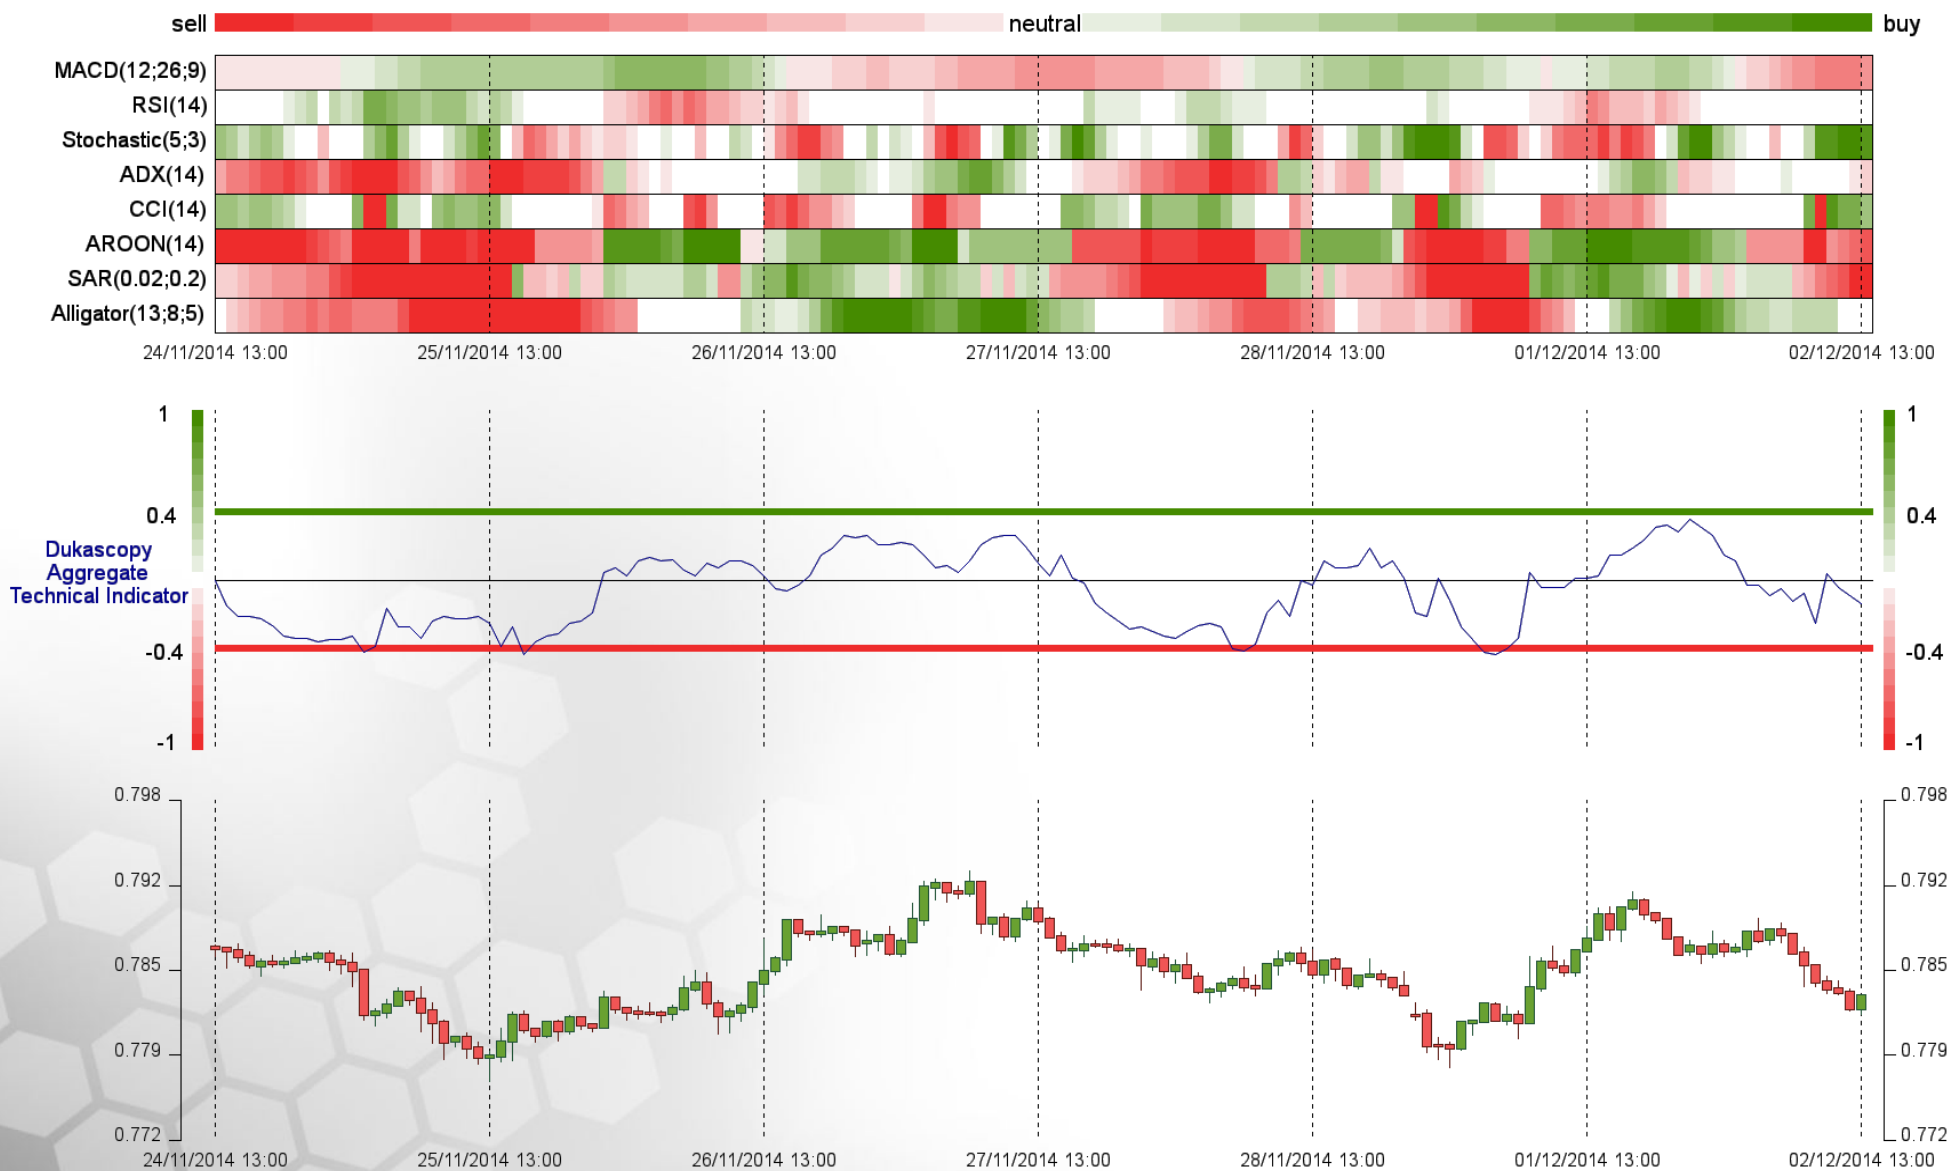 sell neutral buy
MACD(12;26;9)
RSI(14)
Stochastic(5;3)
ADX(14)
CCI(14)
AROON(14)
SAR(0.02;0.2)
Alligator(13;8;5)
24/11/2014 13:00 25/11/2014 13:00 26/11/2014 13:00 27/11/2014 13:00 28/11/2014 13:00 01/12/2014 13:00 02/12/2014 13:00
1 1
0.4 0.4
Dukascopy
Aggregate
Technical Indicator
-0.4 -0.4
-1 -1
0.798 0.798
0.792 0.792
0.785 0.785
0.779 0.779
0.772 0.772
24/11/2014 13:00 25/11/2014 13:00 26/11/2014 13:00 27/11/2014 13:00 28/11/2014 13:00 01/12/2014 13:00 02/12/2014 13:00